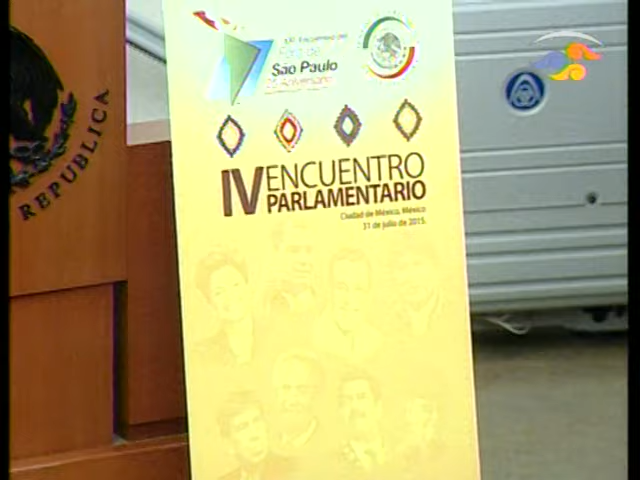 XXI Encuentro del
Foro de
São Paulo
25 Aniversario
IV ENCUENTRO
PARLAMENTARIO
Ciudad de México, México
31 de julio de 2015.
REPUBLICA